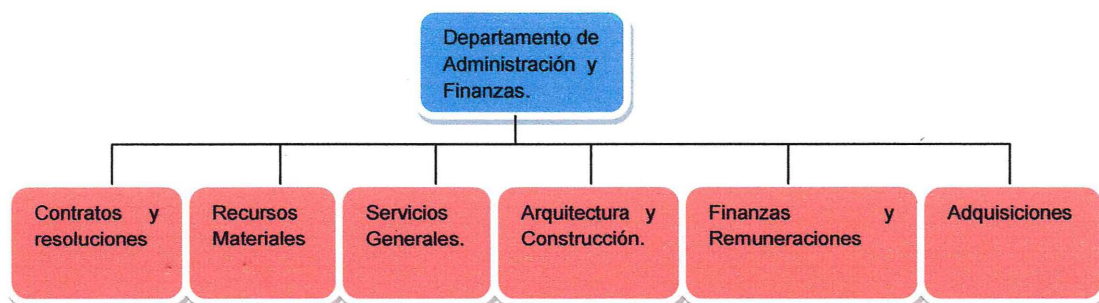 Departamento de
Administración y
Finanzas.
Contratos y
resoluciones
Recursos
Materiales
Servicios
Generales.
Arquitectura y
Construcción.
Finanzas y
Remuneraciones
Adquisiciones